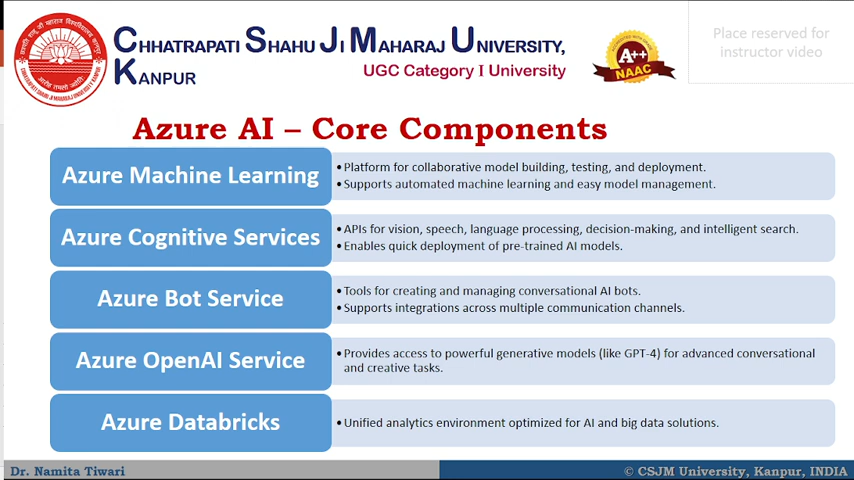 CHHATRAPATI SHAHU JI MAHARAJ UNIVERSITY,
KANPUR
UGC Category I University
A++
NAAC
Place reserved for
instructor video
Azure AI – Core Components
Azure Machine Learning
•Platform for collaborative model building, testing, and deployment.
•Supports automated machine learning and easy model management.
Azure Cognitive Services
•APIs for vision, speech, language processing, decision-making, and intelligent search.
•Enables quick deployment of pre-trained AI models.
Azure Bot Service
•Tools for creating and managing conversational AI bots.
•Supports integrations across multiple communication channels.
Azure OpenAI Service
•Provides access to powerful generative models (like GPT-4) for advanced conversational
and creative tasks.
Azure Databricks
•Unified analytics environment optimized for AI and big data solutions.
Dr. Namita Tiwari
© CSJM University, Kanpur, INDIA